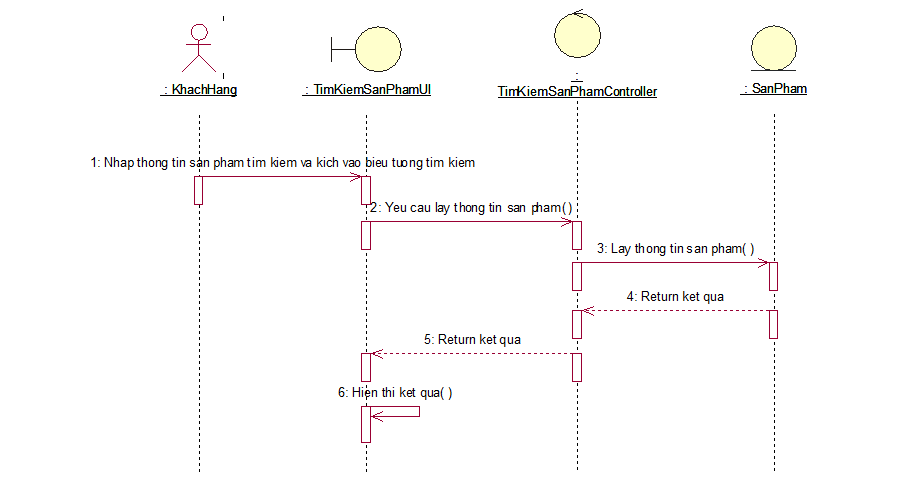 : KhachHang
: TimKiemSanPhamUI
:
TimKiemSanPhamController
: SanPham
1: Nhap thong tin san pham tim kiem va kich vao bieu tuong tim kiem
2: Yeu cau lay thong tin san pham( )
3: Lay thong tin san pham( )
4: Return ket qua
5: Return ket qua
6: Hien thi ket qua( )